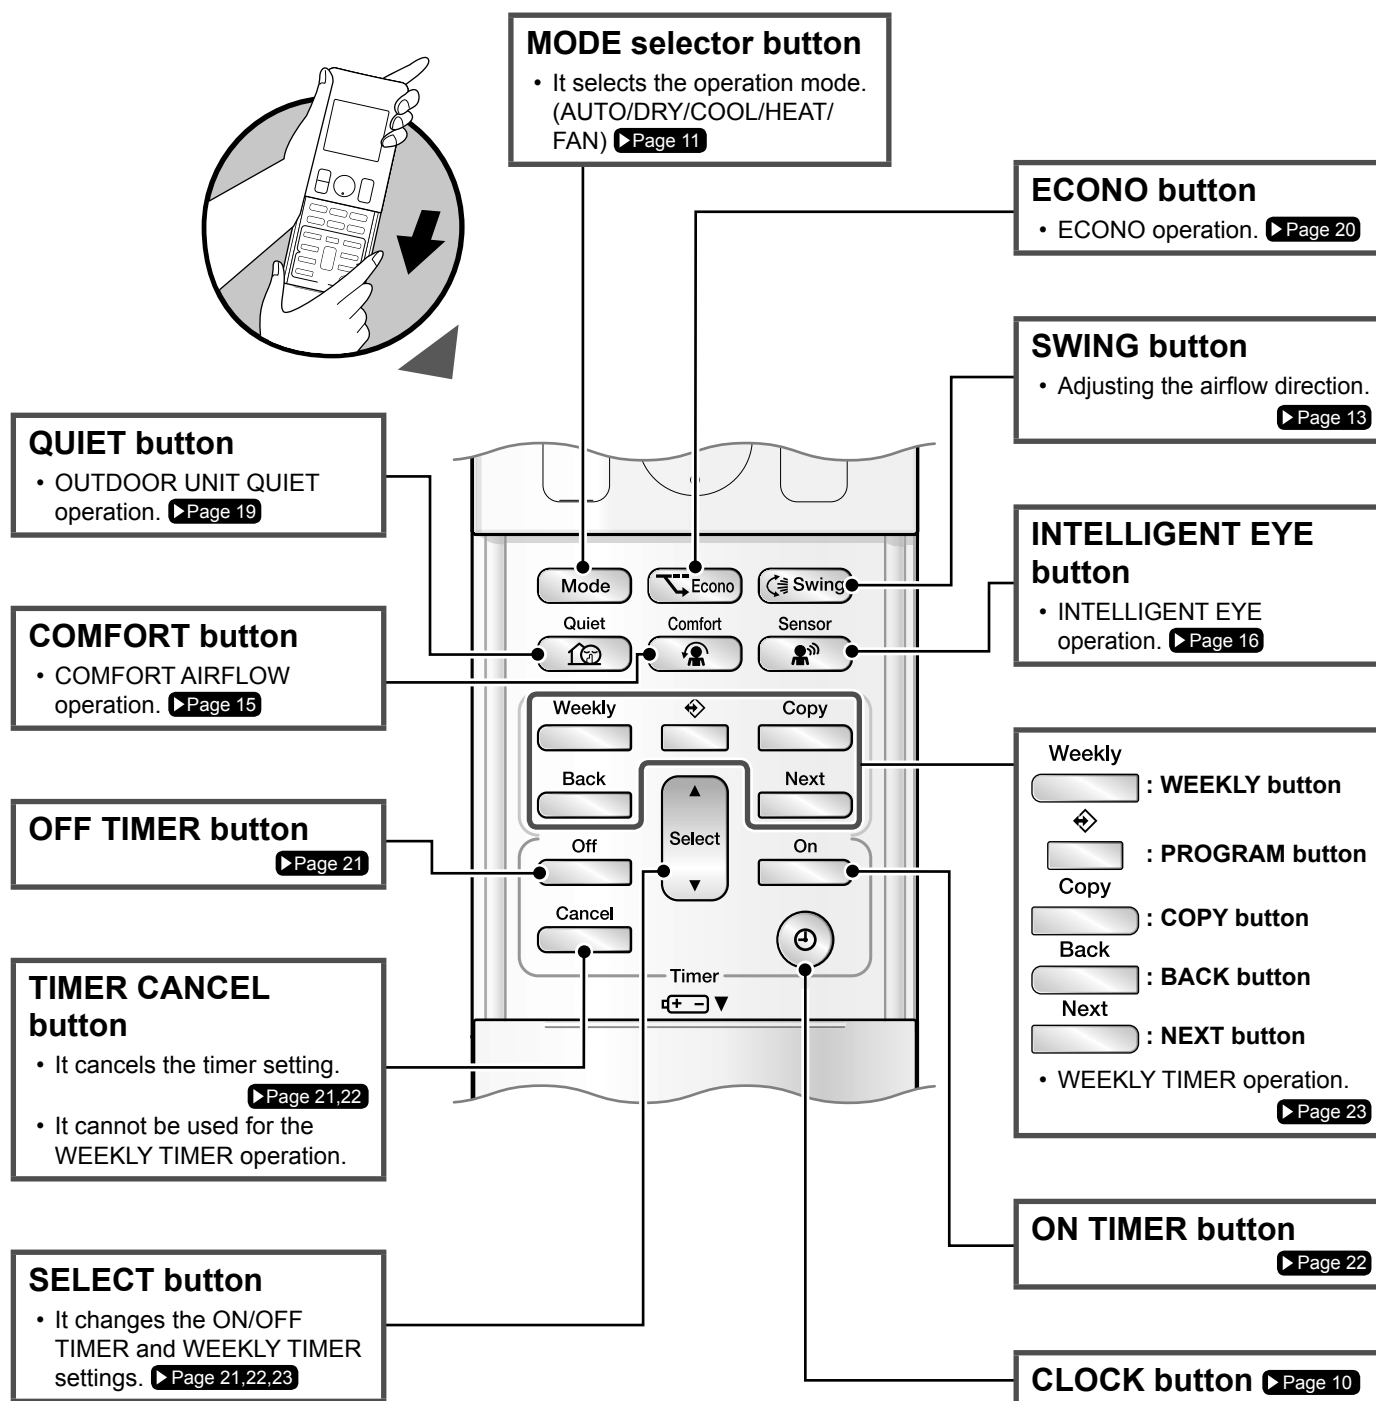 MODE selector button
• It selects the operation mode.
(AUTO/DRY/COOL/HEAT/
FAN) ▶Page 11
ECONO button
• ECONO operation. ▶Page 20
SWING button
• Adjusting the airflow direction.
▶Page 13
QUIET button
• OUTDOOR UNIT QUIET
operation. ▶Page 19
INTELLIGENT EYE
button
• INTELLIGENT EYE
operation. ▶Page 16
COMFORT button
• COMFORT AIRFLOW
operation. ▶Page 15
Mode Econo Swing
Quiet Comfort Sensor
Weekly Copy
Back Next
Select
Off On
Cancel
Timer
+ -
Weekly
: WEEKLY button
: PROGRAM button
Copy
: COPY button
Back
: BACK button
Next
: NEXT button
• WEEKLY TIMER operation.
▶Page 23
OFF TIMER button
▶Page 21
TIMER CANCEL
button
• It cancels the timer setting.
▶Page 21,22
• It cannot be used for the
WEEKLY TIMER operation.
ON TIMER button
▶Page 22
SELECT button
• It changes the ON/OFF
TIMER and WEEKLY TIMER
settings. ▶Page 21,22,23
CLOCK button ▶Page 10